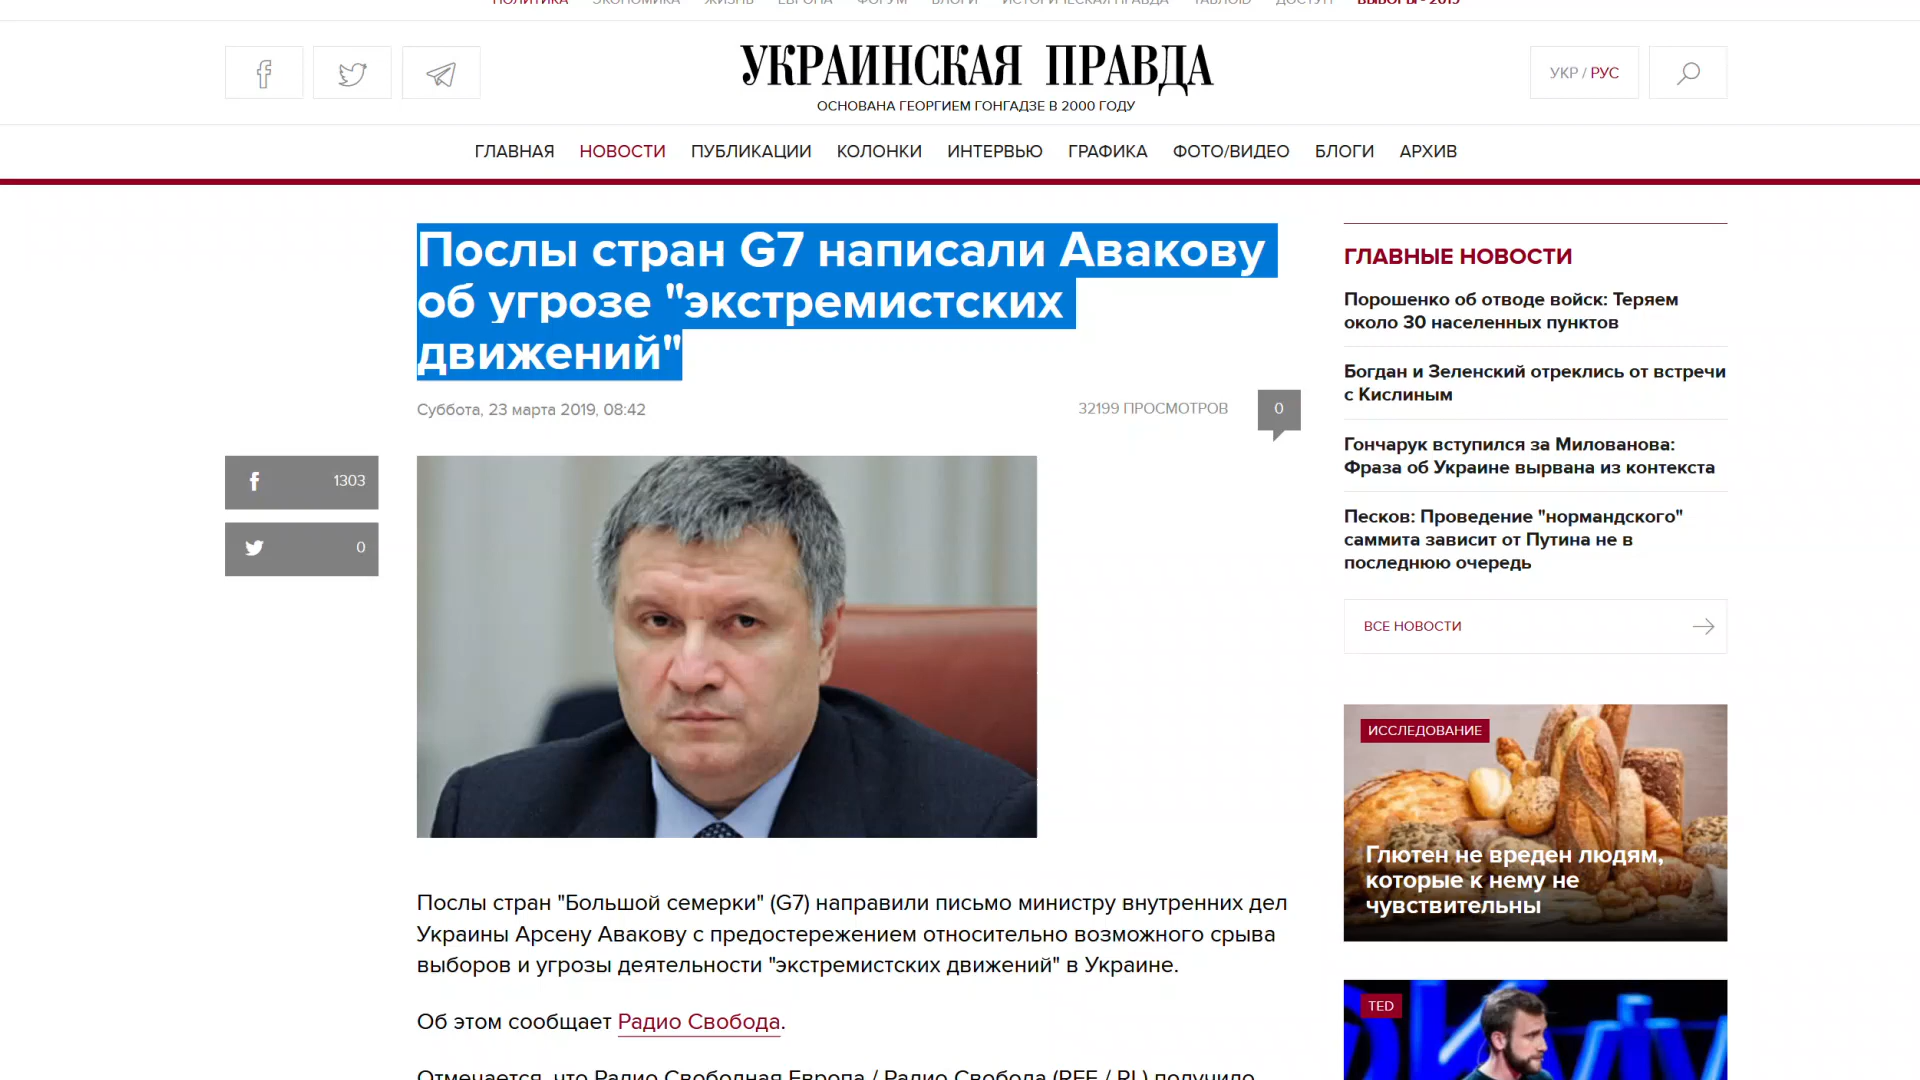 ПОЛИТИКА ЭКОНОМИКА ЖИЗНЬ ЕВРОПА ФОРУМ БЛОГИ ИСТОРИЧЕСКАЯ ПРАВДА ТАБЛОID ДОСТУП ВЫБОРЫ - 2019
УКРАИНСКАЯ ПРАВДА
ОСНОВАНА ГЕОРГИЕМ ГОНГАДЗЕ В 2000 ГОДУ
УКР / РУС
ГЛАВНАЯ НОВОСТИ ПУБЛИКАЦИИ КОЛОНКИ ИНТЕРВЬЮ ГРАФИКА ФОТО/ВИДЕО БЛОГИ АРХИВ
Послы стран G7 написали Авакову
об угрозе "экстремистских
движений"
Суббота, 23 марта 2019, 08:42
32199 ПРОСМОТРОВ
0
1303
0
Послы стран "Большой семерки" (G7) направили письмо министру внутренних дел
Украины Арсену Авакову с предостережением относительно возможного срыва
выборов и угрозы деятельности "экстремистских движений" в Украине.
Об этом сообщает Радио Свобода.
Отмечается, что Радио Свободная Европа / Радио Свобода (RFE / RL) получило
ГЛАВНЫЕ НОВОСТИ
Порошенко об отводе войск: Теряем
около 30 населенных пунктов
Богдан и Зеленский отреклись от встречи
с Кислиным
Гончарук вступился за Милованова:
Фраза об Украине вырвана из контекста
Песков: Проведение "нормандского"
саммита зависит от Путина не в
последнюю очередь
ВСЕ НОВОСТИ
ИССЛЕДОВАНИЕ
Глютен не вреден людям,
которые к нему не
чувствительны
TED